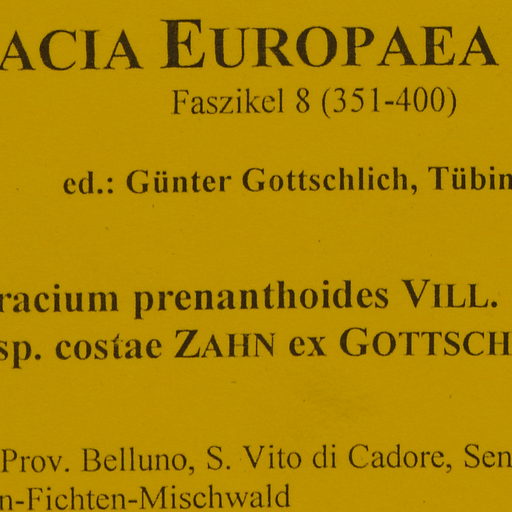 ACIA EUROPAEA
Faszikel 8 (351-400)
ed.: Günter Gottschlich, Tübin
racium prenanthoides VILL.
sp. costae ZAHN ex GOTTSCH
Prov. Belluno, S. Vito di Cadore, Sen
n-Fichten-Mischwald